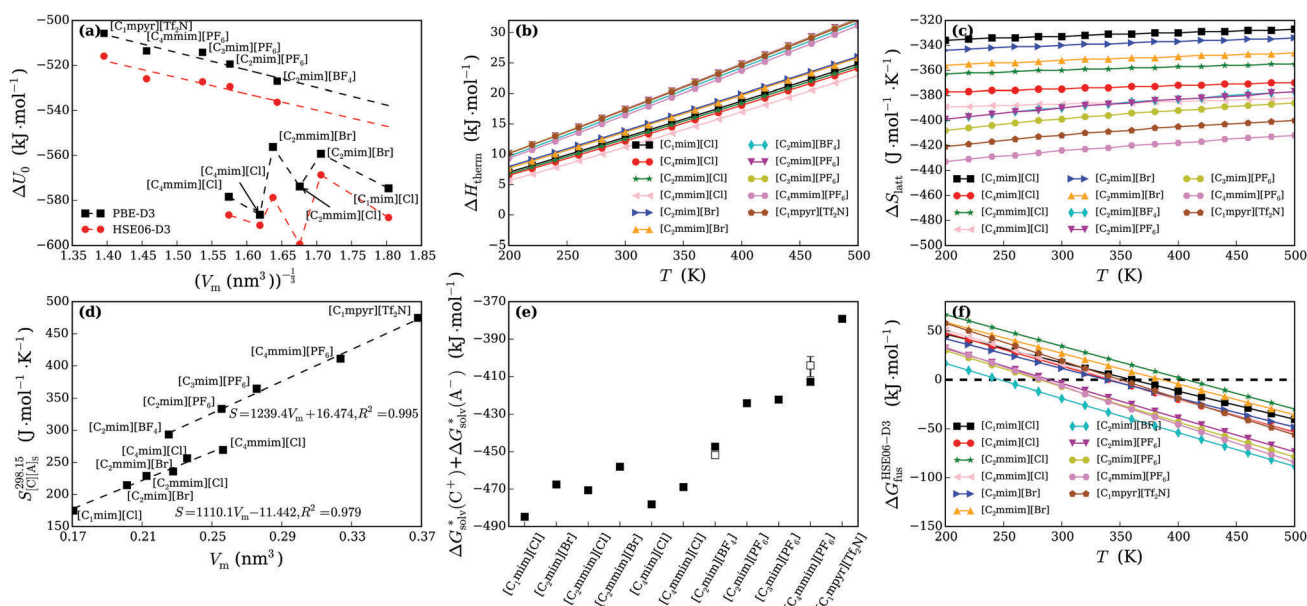 (a)
ΔU₀ (kJ·mol⁻¹)
−500
−520
−540
−560
−580
−600
[C₁mpyr][Tf₂N]
[C₄mmim][PF₆]
[C₃mim][PF₆]
[C₂mim][PF₆]
[C₂mim][BF₄]
[C₂mmim][Br]
[C₂mim][Br]
[C₄mim][Cl]
[C₄mmim][Cl]
[C₁mim][Cl]
[C₂mmim][Cl]
PBE-D3
HSE06-D3
1.35 1.40 1.45 1.50 1.55 1.60 1.65 1.70 1.75 1.80 1.85
(Vₘ (nm³))^(−1/3)
(b)
ΔH_therm (kJ·mol⁻¹)
30
25
20
15
10
5
0
−5
[C₁mim][Cl]
[C₄mim][Cl]
[C₂mmim][Cl]
[C₄mmim][Cl]
[C₂mim][Br]
[C₂mmim][Br]
[C₂mim][BF₄]
[C₂mim][PF₆]
[C₃mim][PF₆]
[C₄mmim][PF₆]
[C₁mpyr][Tf₂N]
200 250 300 350 400 450 500
T (K)
(c)
ΔS_latt (J·mol⁻¹·K⁻¹)
−320
−340
−360
−380
−400
−420
−440
−460
−480
−500
[C₁mim][Cl]
[C₄mim][Cl]
[C₂mmim][Cl]
[C₄mmim][Cl]
[C₂mim][Br]
[C₂mmim][Br]
[C₂mim][BF₄]
[C₂mim][PF₆]
[C₃mim][PF₆]
[C₄mmim][PF₆]
[C₁mpyr][Tf₂N]
200 250 300 350 400 450 500
T (K)
(d)
S^298.15_[C][A]s (J·mol⁻¹·K⁻¹)
500
450
400
350
300
250
200
150
[C₁mpyr][Tf₂N]
[C₄mmim][PF₆]
[C₃mim][PF₆]
[C₂mim][PF₆]
S=1239.4Vₘ+16.474,R²=0.995
[C₂mim][BF₄]
[C₄mim][Cl]
[C₄mmim][Cl]
[C₂mmim][Br]
[C₂mmim][Cl]
[C₂mim][Br]
[C₁mim][Cl]
S=1110.1Vₘ−11.442,R²=0.979
0.17 0.21 0.25 0.29 0.33 0.37
Vₘ (nm³)
(e)
ΔG*_solv(C⁺)+ΔG*_solv(A⁻) (kJ·mol⁻¹)
−370
−390
−410
−430
−450
−470
−490
[C₁mim][Cl]
[C₂mim][Br]
[C₂mmim][Cl]
[C₂mmim][Br]
[C₄mim][Cl]
[C₄mmim][Cl]
[C₂mim][BF₄]
[C₂mim][PF₆]
[C₃mim][PF₆]
[C₄mmim][PF₆]
[C₁mpyr][Tf₂N]
(f)
ΔG_fus^HSE06−D3 (kJ·mol⁻¹)
50
0
−50
−100
−150
[C₁mim][Cl]
[C₄mim][Cl]
[C₂mmim][Cl]
[C₄mmim][Cl]
[C₂mim][Br]
[C₂mmim][Br]
[C₂mim][BF₄]
[C₂mim][PF₆]
[C₃mim][PF₆]
[C₄mmim][PF₆]
[C₁mpyr][Tf₂N]
200 250 300 350 400 450 500
T (K)